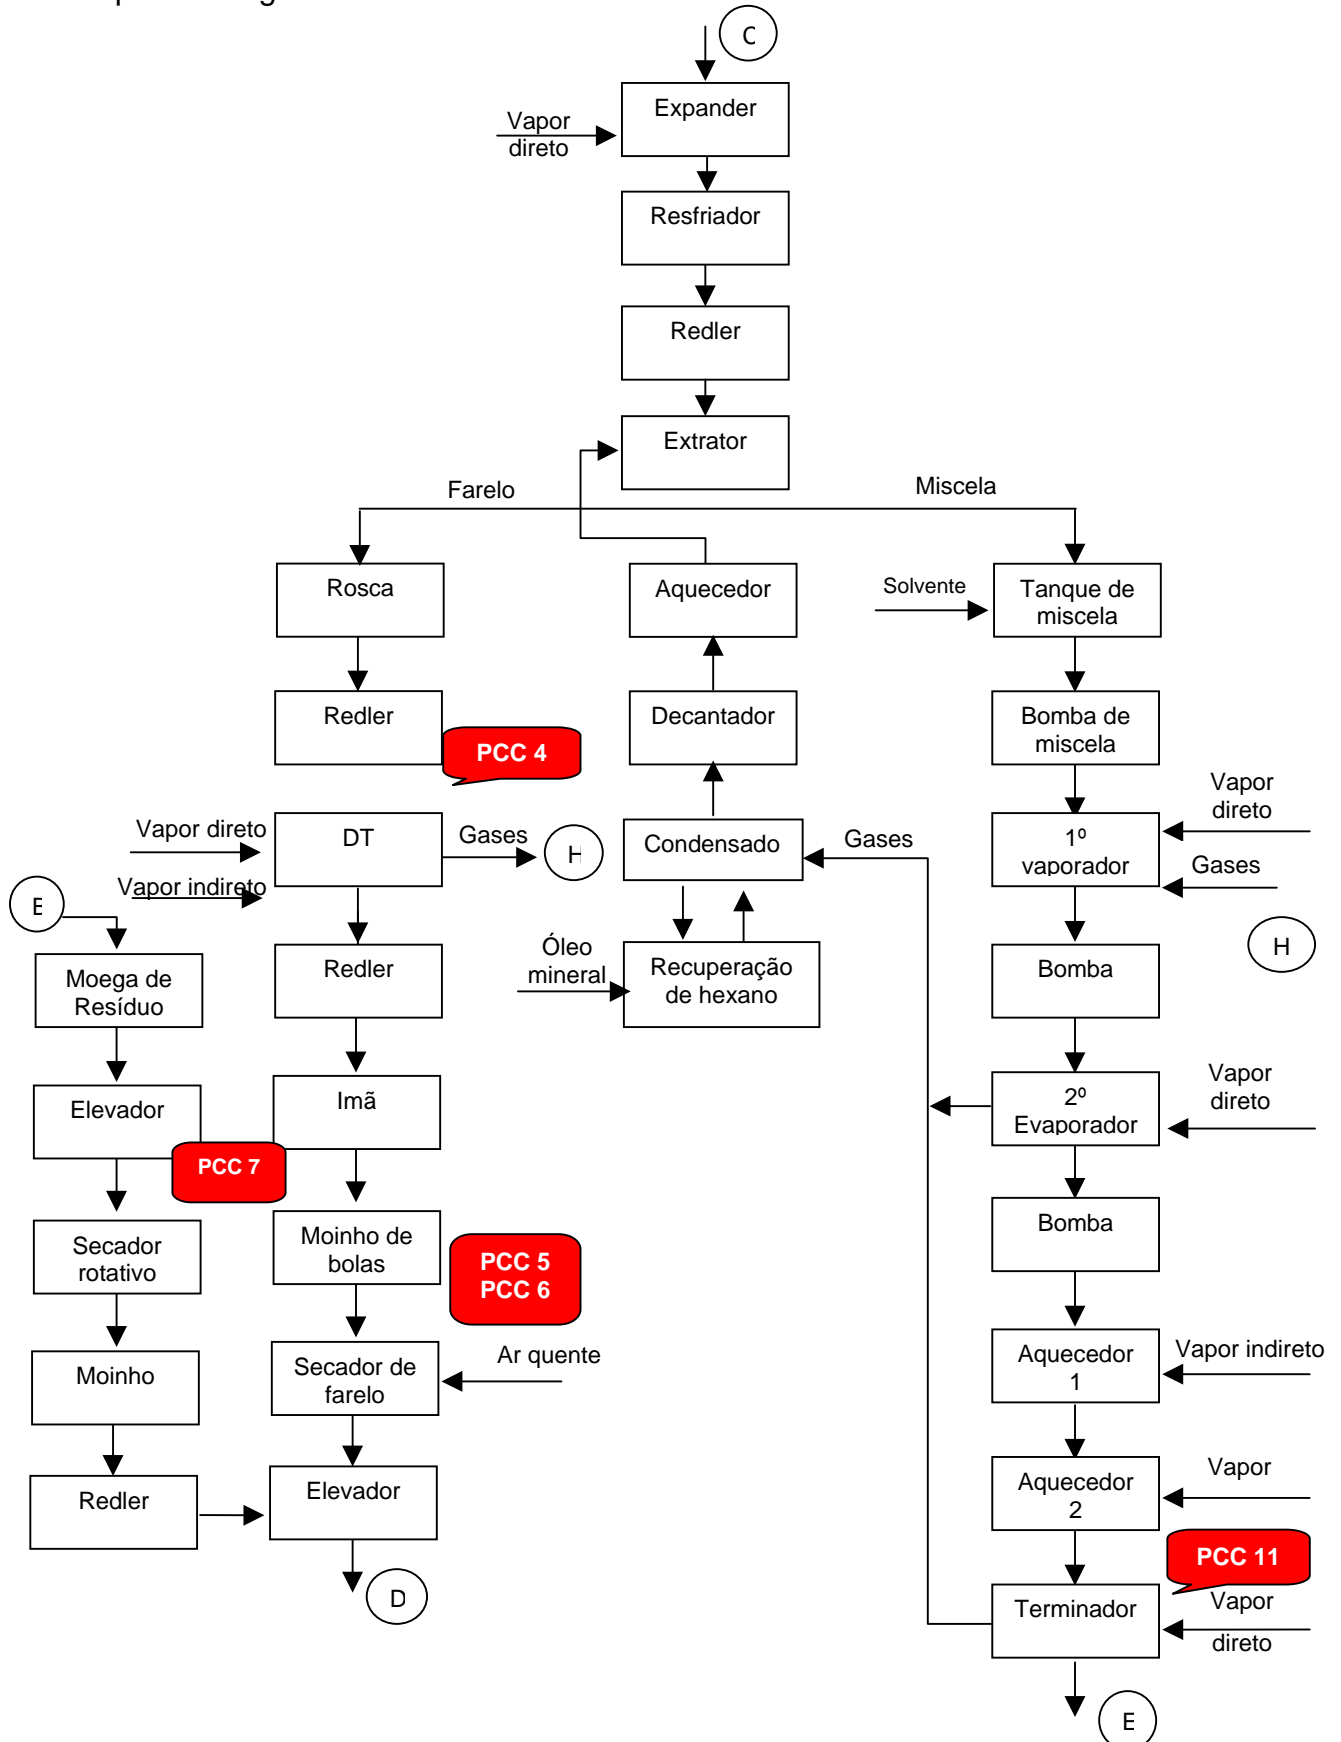 C
Expander
Vapor
direto
Resfriador
Redler
Extrator
Farelo
Miscela
Rosca
Aquecedor
Solvente
Tanque de
miscela
Redler
PCC 4
Decantador
Bomba de
miscela
Vapor
direto
Vapor direto
DT
Gases
H
Condensado
Gases
1º
vaporador
Gases
Vapor indireto
E
Moega de
Resíduo
Redler
Óleo
mineral
Recuperação
de hexano
Bomba
H
Elevador
Imã
2º
Evaporador
Vapor
direto
PCC 7
Secador
rotativo
Moinho de
bolas
PCC 5
PCC 6
Bomba
Moinho
Secador de
farelo
Ar quente
Aquecedor
1
Vapor indireto
Redler
Elevador
Aquecedor
2
Vapor
PCC 11
D
Terminador
Vapor
direto
E